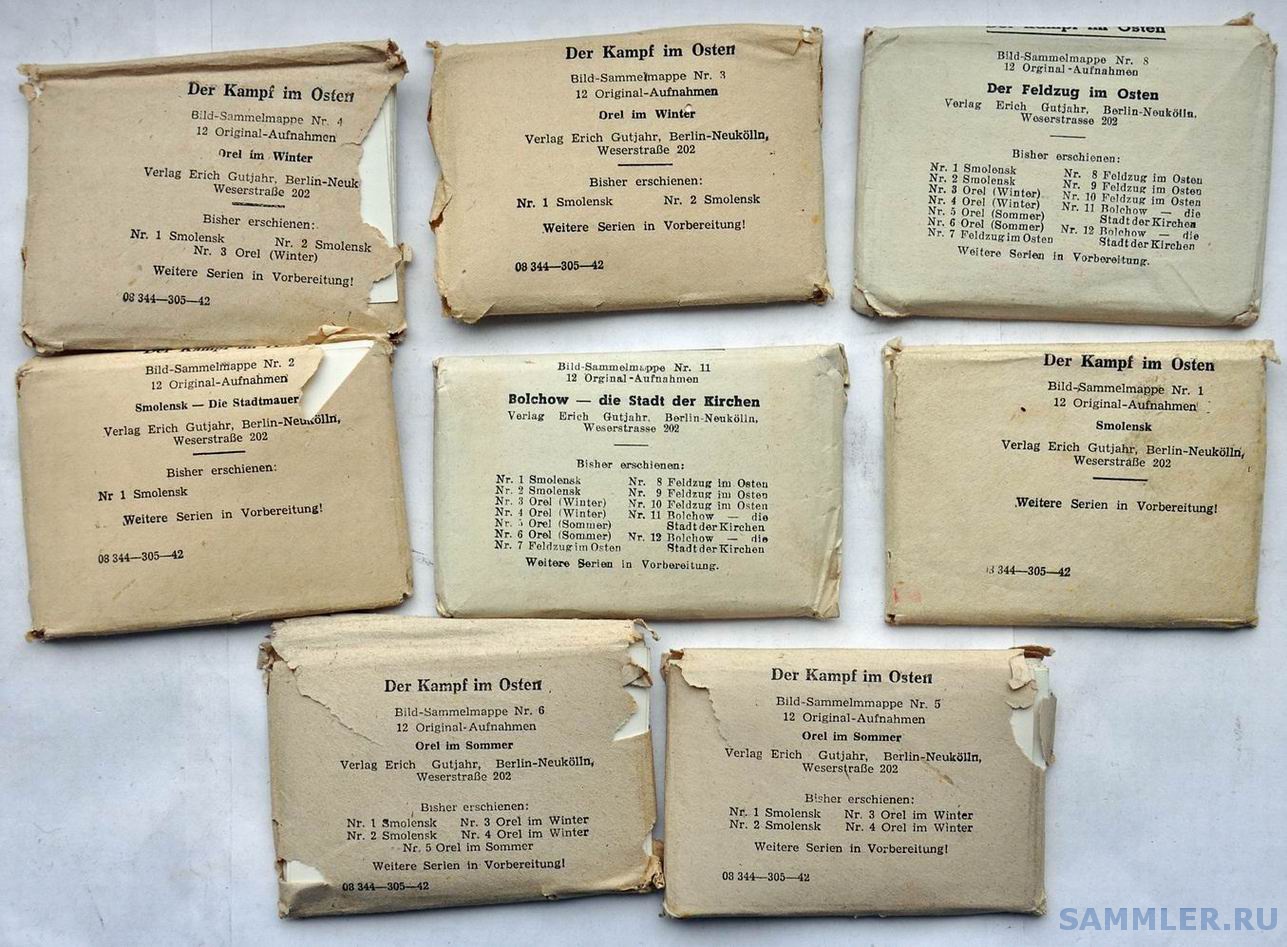 Der Kampf im Osten
Bild-Sammelmappe Nr. 4
12 Original-Aufnahmen
Orel im Winter
Verlag Erich Gutjahr, Berlin-Neuk
Weserstraße 202
Bisher erschienen:
Nr. 1 Smolensk Nr. 2 Smolensk
Nr. 3 Orel (Winter)
Weitere Serien in Vorbereitung!
08 344—305—42
Der Kampf im Osten
Bild-Sammelmappe Nr. 3
12 Original-Aufnahmen
Orel im Winter
Verlag Erich Gutjahr, Berlin-Neukölln,
Weserstraße 202
Bisher erschienen:
Nr. 1 Smolensk Nr. 2 Smolensk
Weitere Serien in Vorbereitung!
08 344—305—42
Der Kampf im Osten
Bild-Sammelmappe Nr. 8
12 Orginal-Aufnahmen
Der Feldzug im Osten
Verlag Erich Gutjahr, Berlin-Neukölln,
Weserstrasse 202
Bisher erschienen:
Nr. 1 Smolensk Nr. 8 Feldzug im Osten
Nr. 2 Smolensk Nr. 9 Feldzug im Osten
Nr. 3 Orel (Winter) Nr. 10 Feldzug im Osten
Nr. 4 Orel (Winter) Nr. 11 Bolchow — die
Nr. 5 Orel (Sommer) Stadt der Kirchen
Nr. 6 Orel (Sommer) Nr. 12 Bolchow — die
Nr. 7 Feldzug im Osten Stadt der Kirchen
Weitere Serien in Vorbereitung.
Bild-Sammelmappe Nr. 2
12 Original-Aufnahmen
Smolensk — Die Stadtmauer
Verlag Erich Gutjahr, Berlin-Neukölln,
Weserstraße 202
Bisher erschienen:
Nr 1 Smolensk
Weitere Serien in Vorbereitung!
08 344—305—42
Bild-Sammelmappe Nr. 11
12 Orginal-Aufnahmen
Bolchow — die Stadt der Kirchen
Verlag Erich Gutjahr, Berlin-Neukölln,
Weserstrasse 202
Bisher erschienen:
Nr. 1 Smolensk Nr. 8 Feldzug im Osten
Nr. 2 Smolensk Nr. 9 Feldzug im Osten
Nr. 3 Orel (Winter) Nr. 10 Feldzug im Osten
Nr. 4 Orel (Winter) Nr. 11 Bolchow — die
Nr. 5 Orel (Sommer) Stadt der Kirchen
Nr. 6 Orel (Sommer) Nr. 12 Bolchow — die
Nr. 7 Feldzug im Osten Stadt der Kirchen
Weitere Serien in Vorbereitung.
Der Kampf im Osten
Bild-Sammelmappe Nr. 1
12 Original-Aufnahmen
Smolensk
Verlag Erich Gutjahr, Berlin-Neukölln,
Weserstraße 202
Weitere Serien in Vorbereitung!
8 344—305—42
Der Kampf im Osten
Bild-Sammelmappe Nr. 6
12 Original-Aufnahmen
Orel im Sommer
Verlag Erich Gutjahr, Berlin-Neukölln,
Weserstraße 202
Bisher erschienen:
Nr. 1 Smolensk Nr. 3 Orel im Winter
Nr. 2 Smolensk Nr. 4 Orel im Winter
Nr. 5 Orel im Sommer
Weitere Serien in Vorbereitung!
08 344—305—42
Der Kampf im Osten
Bild-Sammelmmappe Nr. 5
12 Original-Aufnahmen
Orel im Sommer
Verlag Erich Gutjahr, Berlin-Neukölln,
Weserstraße 202
Bisher erschienen:
Nr. 1 Smolensk Nr. 3 Orel im Winter
Nr. 2 Smolensk Nr. 4 Orel im Winter
Weitere Serien in Vorbereitung!
08 344—305—42
SAMMLER.RU